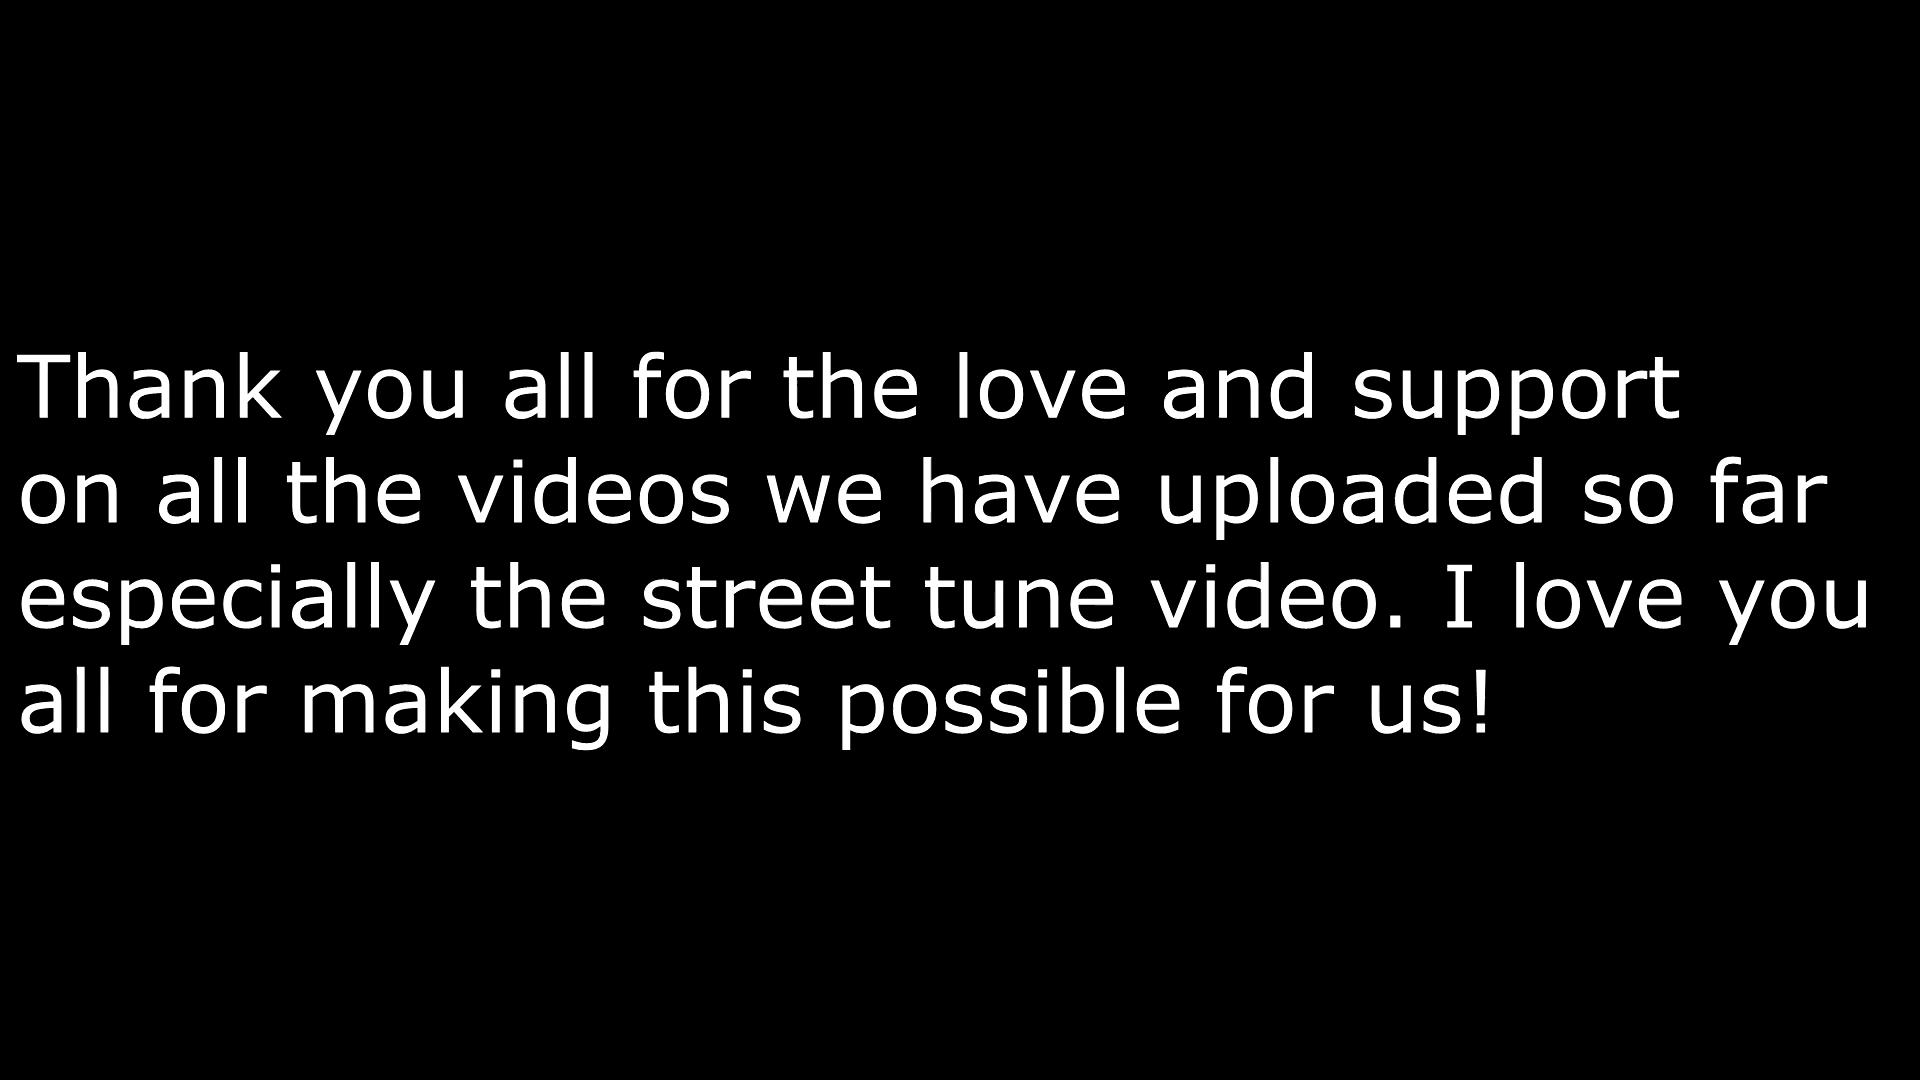 Thank you all for the love and support
on all the videos we have uploaded so far
especially the street tune video. I love you
all for making this possible for us!